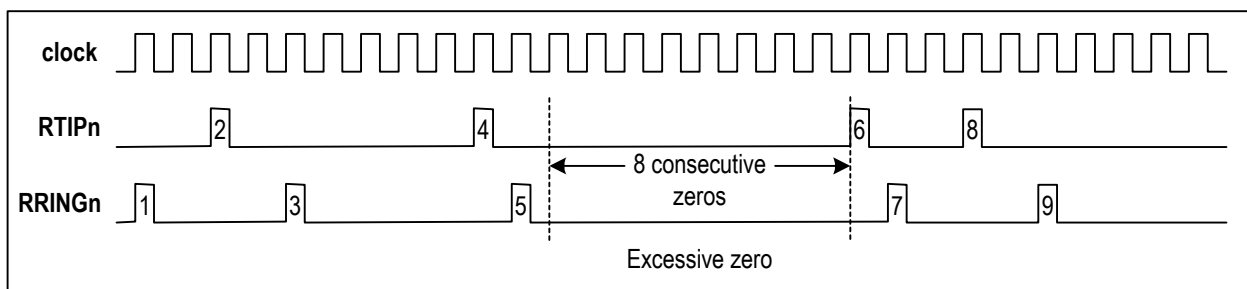 clock
RTIPn
2
4
6
8
8 consecutive
zeros
RRINGn
1
3
5
7
9
Excessive zero